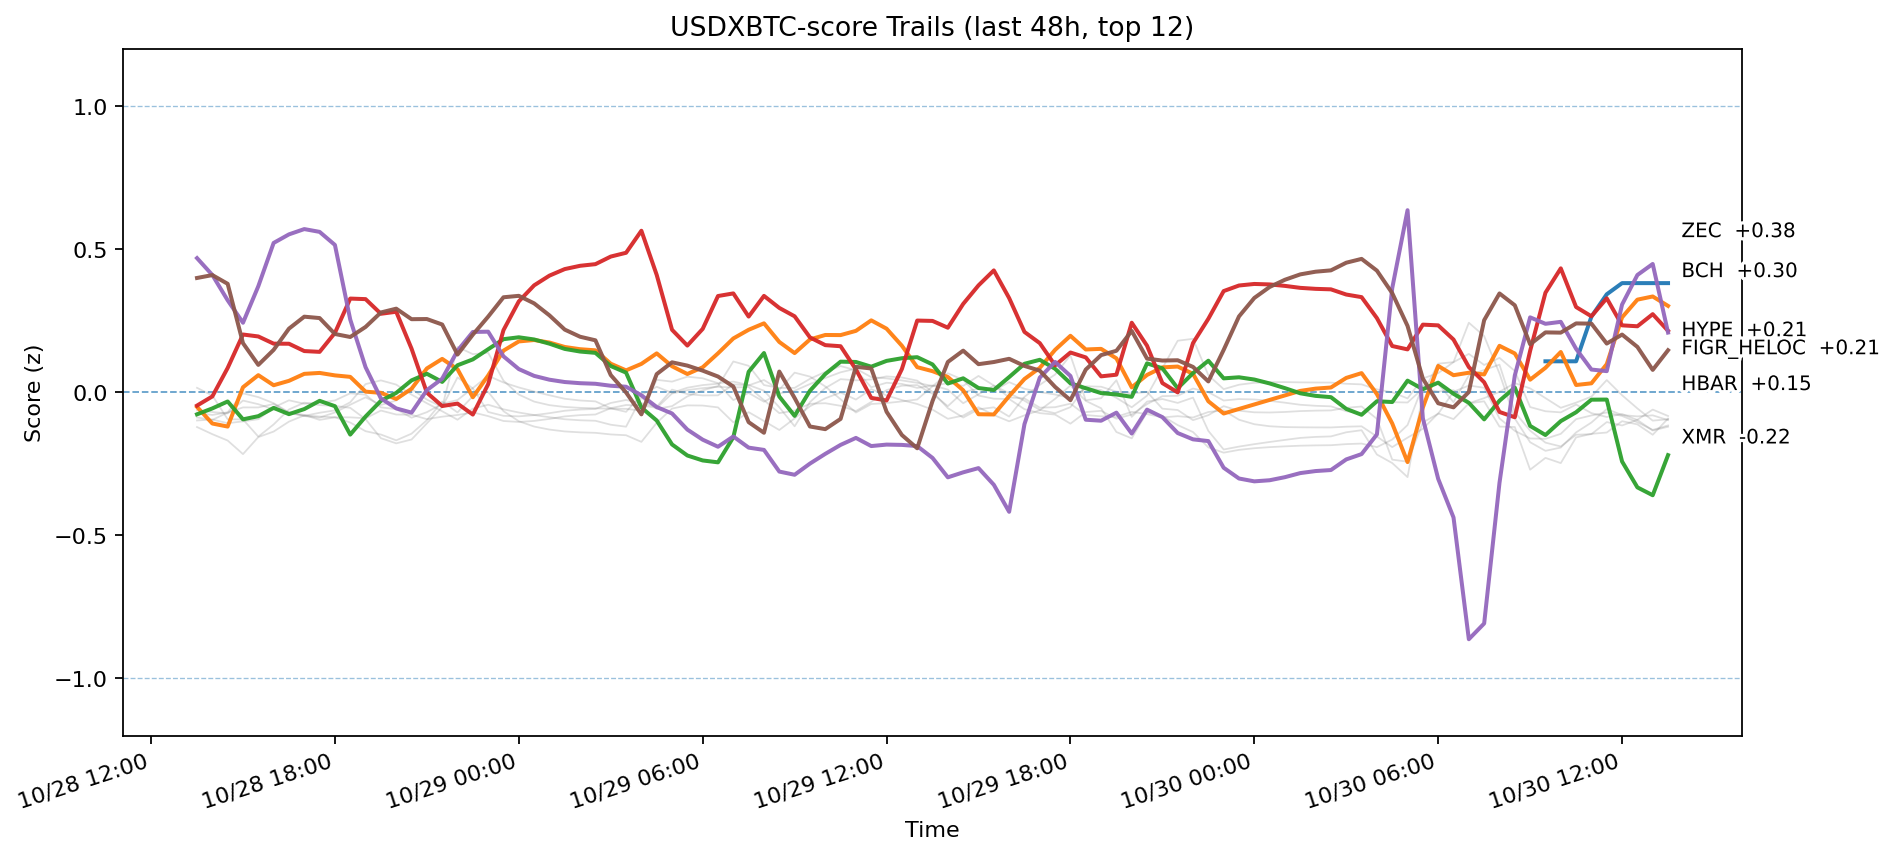 USDXBTC-score Trails (last 48h, top 12)
Score (z)
1.0
0.5
0.0
−0.5
−1.0
ZEC +0.38
BCH +0.30
HYPE +0.21
FIGR_HELOC +0.21
HBAR +0.15
XMR -0.22
10/28 12:00
10/28 18:00
10/29 00:00
10/29 06:00
10/29 12:00
10/29 18:00
10/30 00:00
10/30 06:00
10/30 12:00
Time